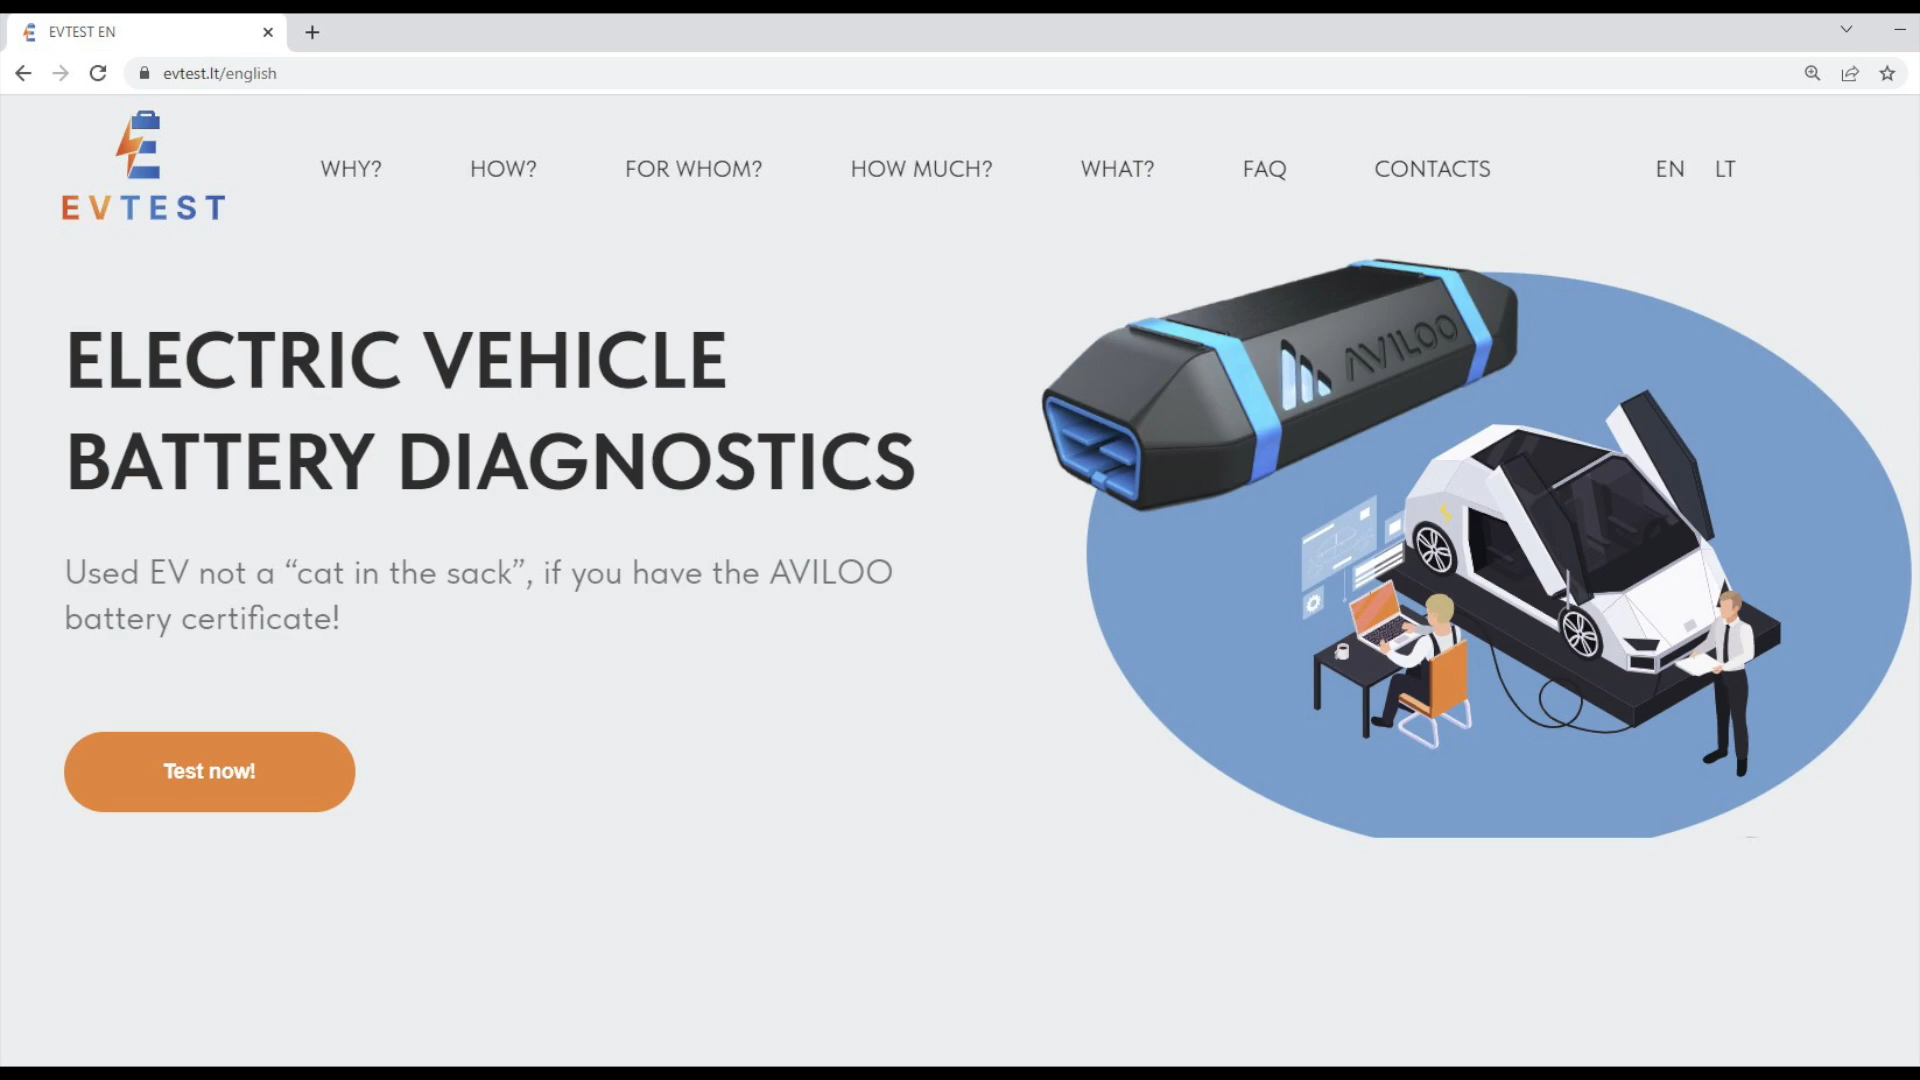 EVTEST EN
evtest.lt/english
EVTEST
WHY? HOW? FOR WHOM? HOW MUCH? WHAT? FAQ CONTACTS EN LT
AVILOO
ELECTRIC VEHICLE
BATTERY DIAGNOSTICS
Used EV not a “cat in the sack”, if you have the AVILOO
battery certificate!
Test now!